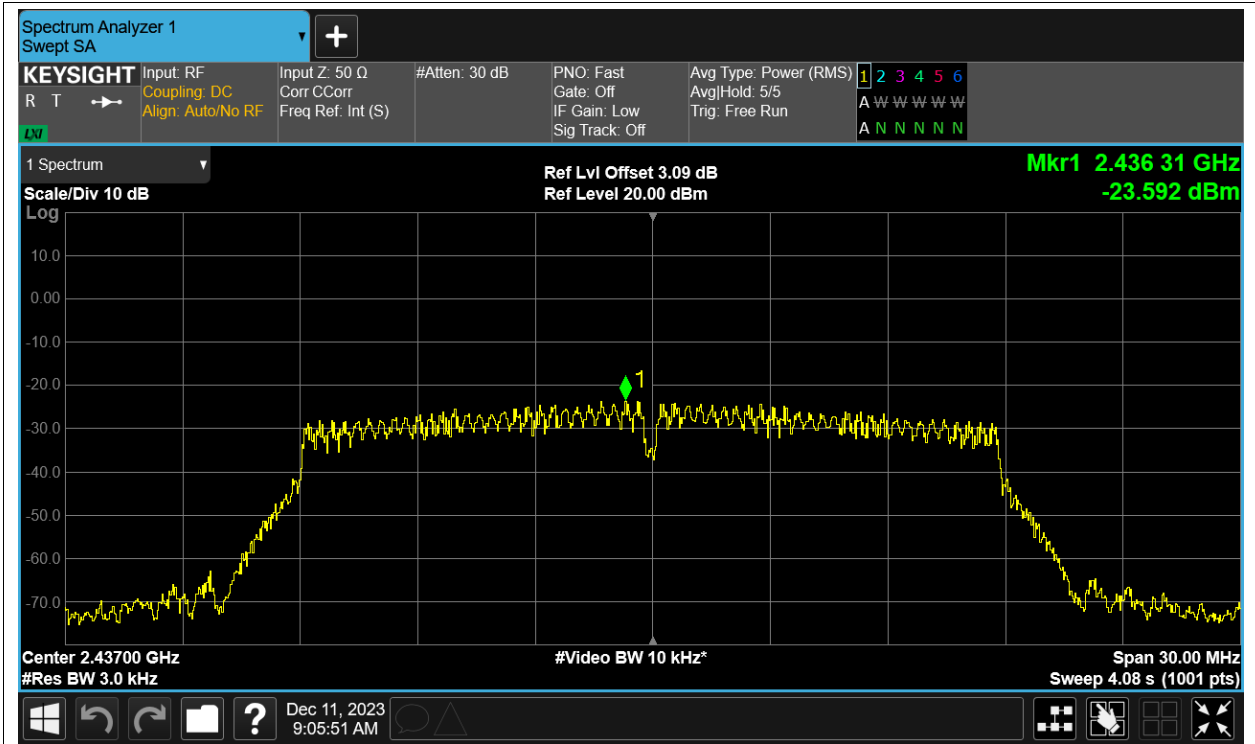 Spectrum Analyzer 1
Swept SA
KEYSIGHT
R T
LXI
Input: RF
Coupling: DC
Align: Auto/No RF
Input Z: 50 Ω
Corr CCorr
Freq Ref: Int (S)
#Atten: 30 dB
PNO: Fast
Gate: Off
IF Gain: Low
Sig Track: Off
Avg Type: Power (RMS)
Avg|Hold: 5/5
Trig: Free Run
1 2 3 4 5 6
A W W W W W
A N N N N N
1 Spectrum
Scale/Div 10 dB
Log
Ref Lvl Offset 3.09 dB
Ref Level 20.00 dBm
Mkr1 2.436 31 GHz
-23.592 dBm
10.0
0.00
-10.0
-20.0
-30.0
-40.0
-50.0
-60.0
-70.0
1
Center 2.43700 GHz
#Res BW 3.0 kHz
#Video BW 10 kHz*
Span 30.00 MHz
Sweep 4.08 s (1001 pts)
?
Dec 11, 2023
9:05:51 AM